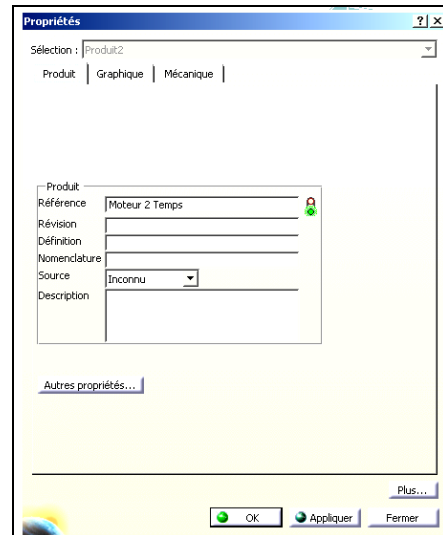 Propriétés ? ×
Sélection : Produit2
Produit Graphique Mécanique
Produit
Référence Moteur 2 Temps
Révision
Définition
Nomenclature
Source Inconnu
Description
Autres propriétés...
Plus...
OK Appliquer Fermer